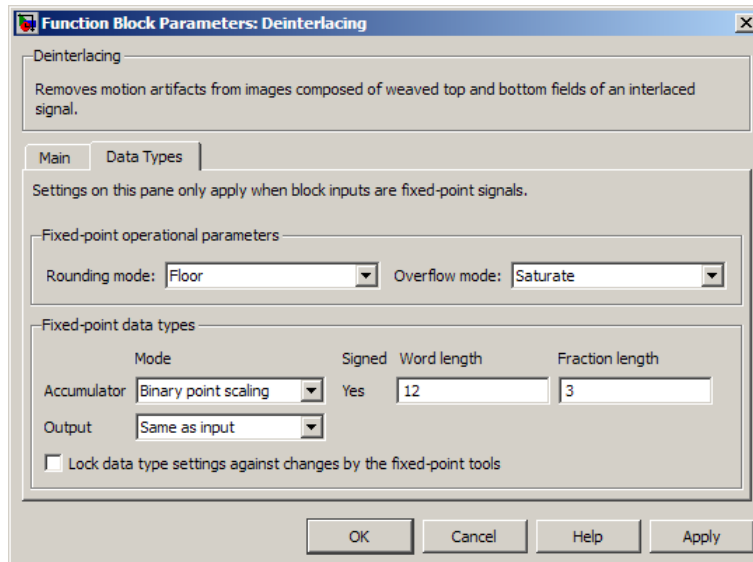 Function Block Parameters: Deinterlacing
Deinterlacing
Removes motion artifacts from images composed of weaved top and bottom fields of an interlaced
signal.
Main Data Types
Settings on this pane only apply when block inputs are fixed-point signals.
Fixed-point operational parameters
Rounding mode: Floor Overflow mode: Saturate
Fixed-point data types
Mode Signed Word length Fraction length
Accumulator Binary point scaling Yes 12 3
Output Same as input
Lock data type settings against changes by the fixed-point tools
OK Cancel Help Apply